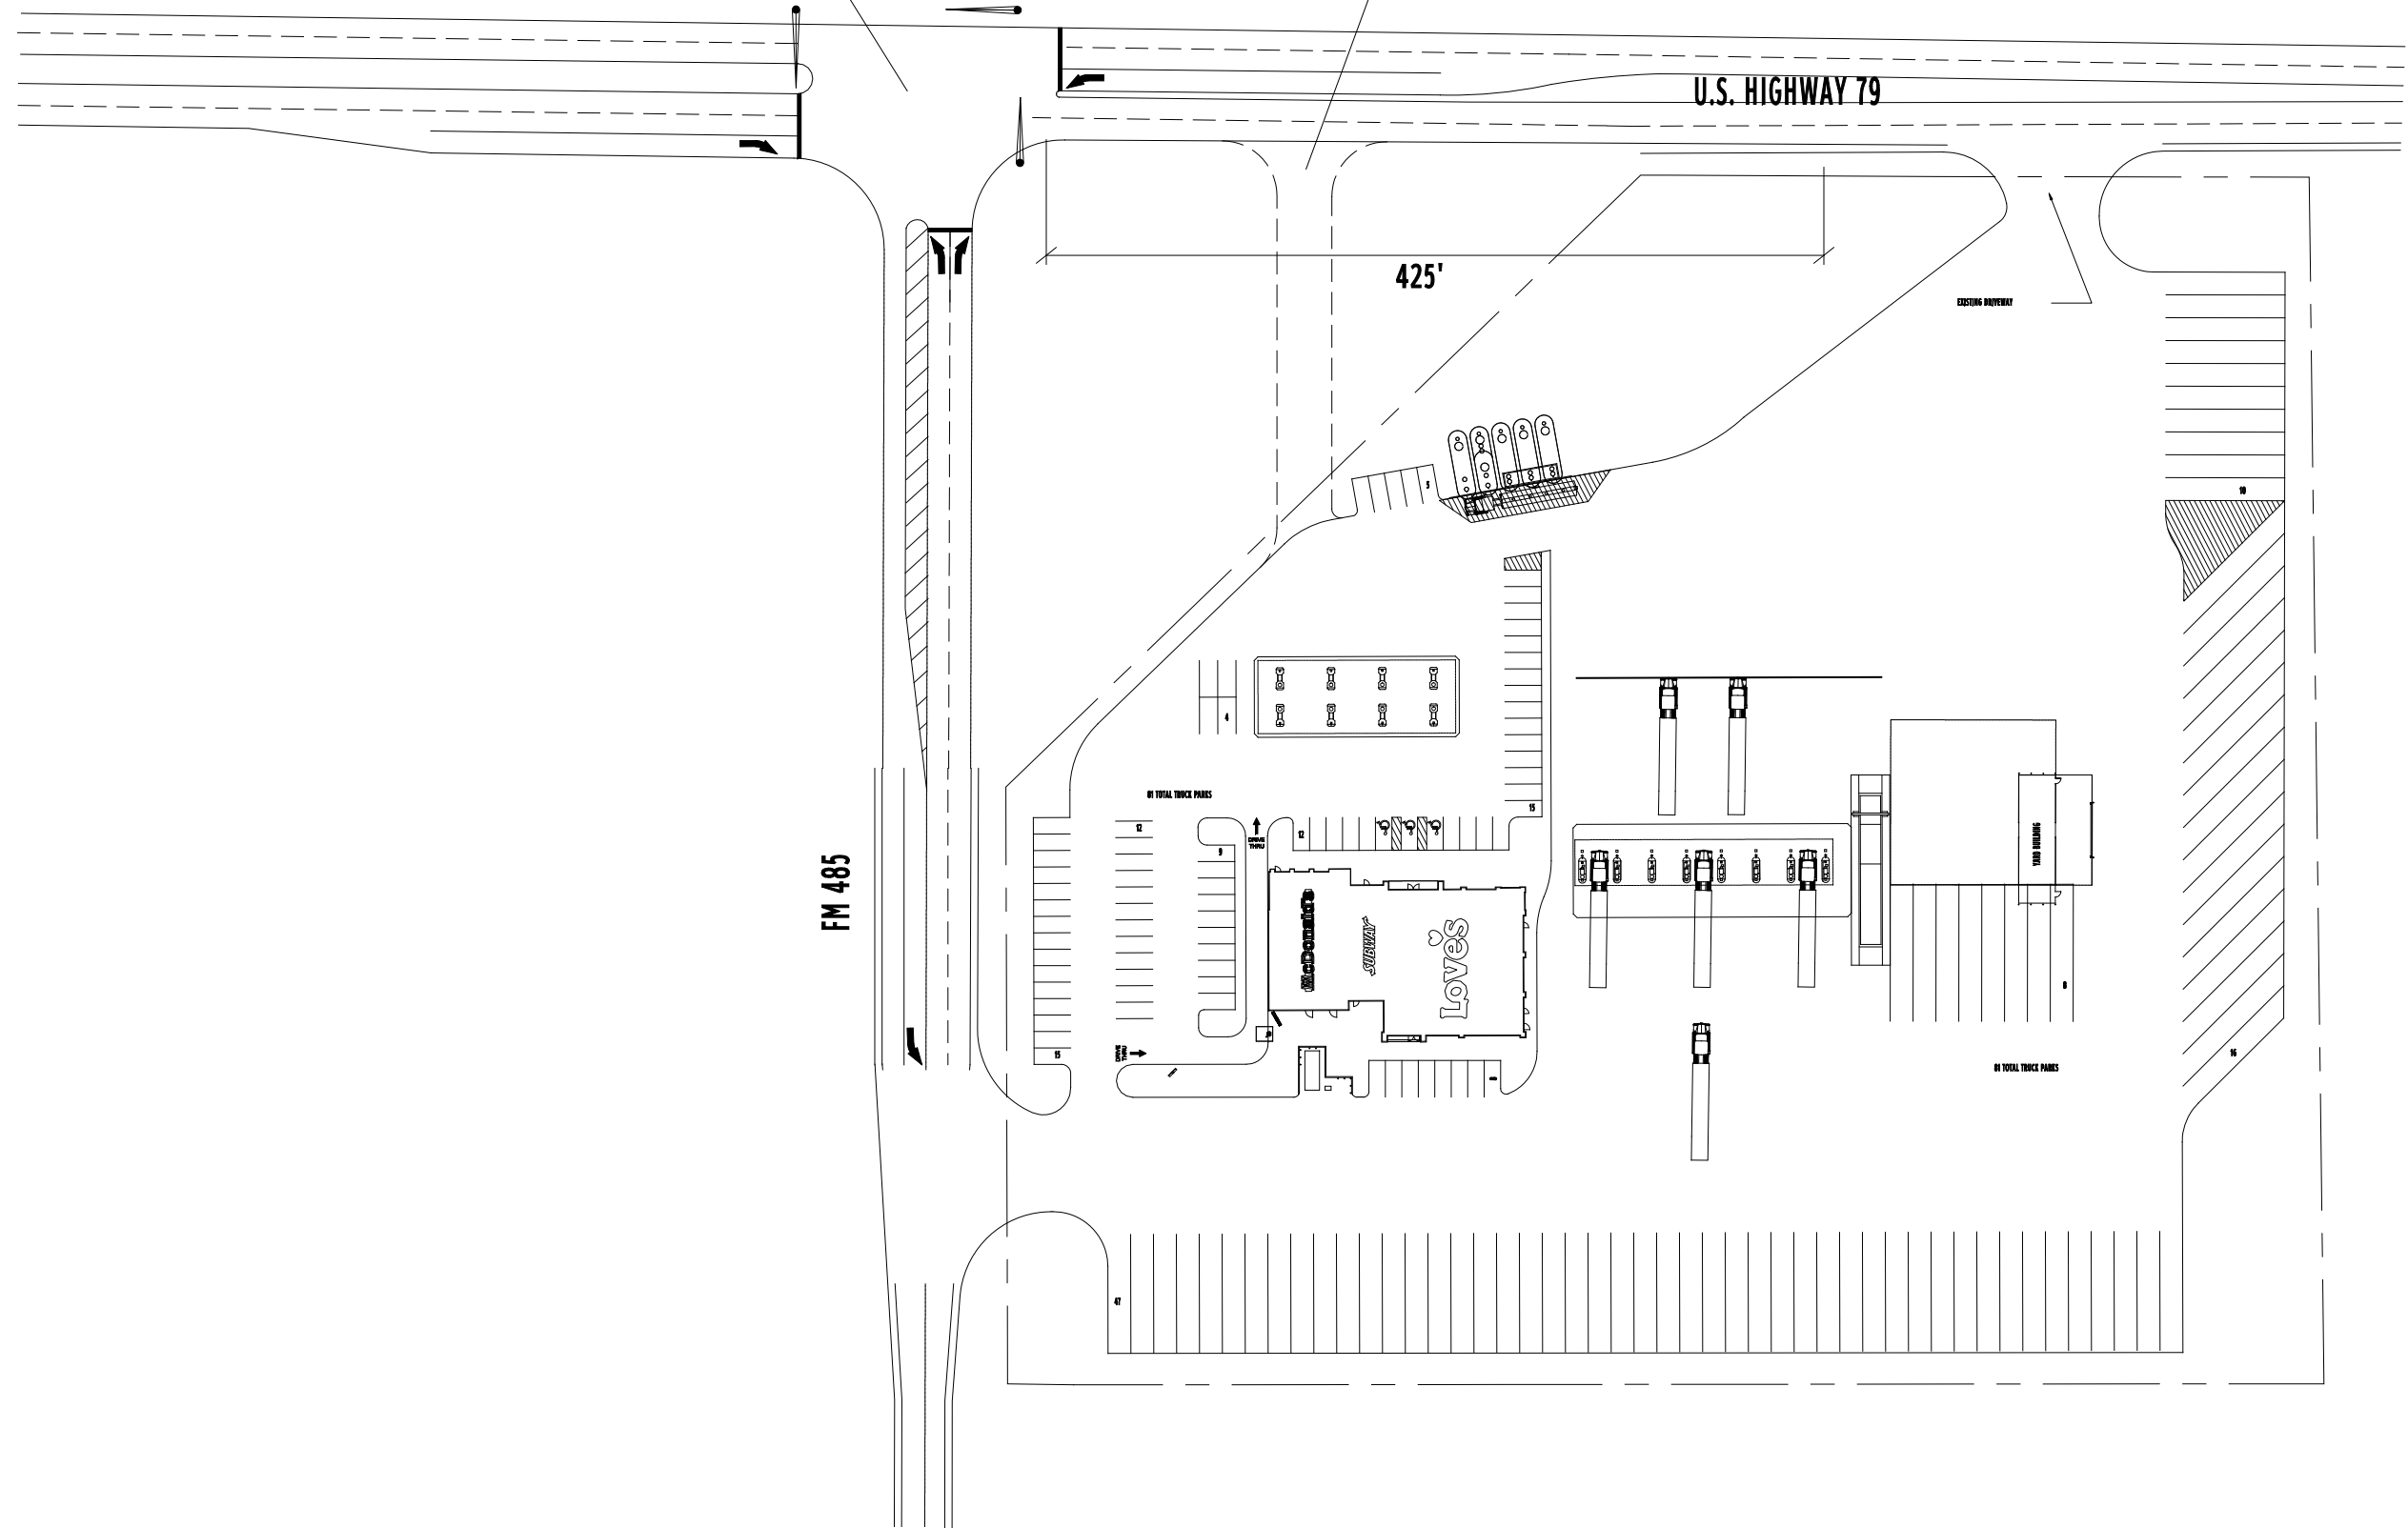 U.S. HIGHWAY 79
425'
EXISTING DRIVEWAY
5
10
4
81 TOTAL TRUCK PARKS
15
12
DRIVE
THRU
12
9
YARD BUILDING
FM 485
McDonald's
SUBWAY
Loves
8
DRIVE
THRU
15
16
81 TOTAL TRUCK PARKS
47